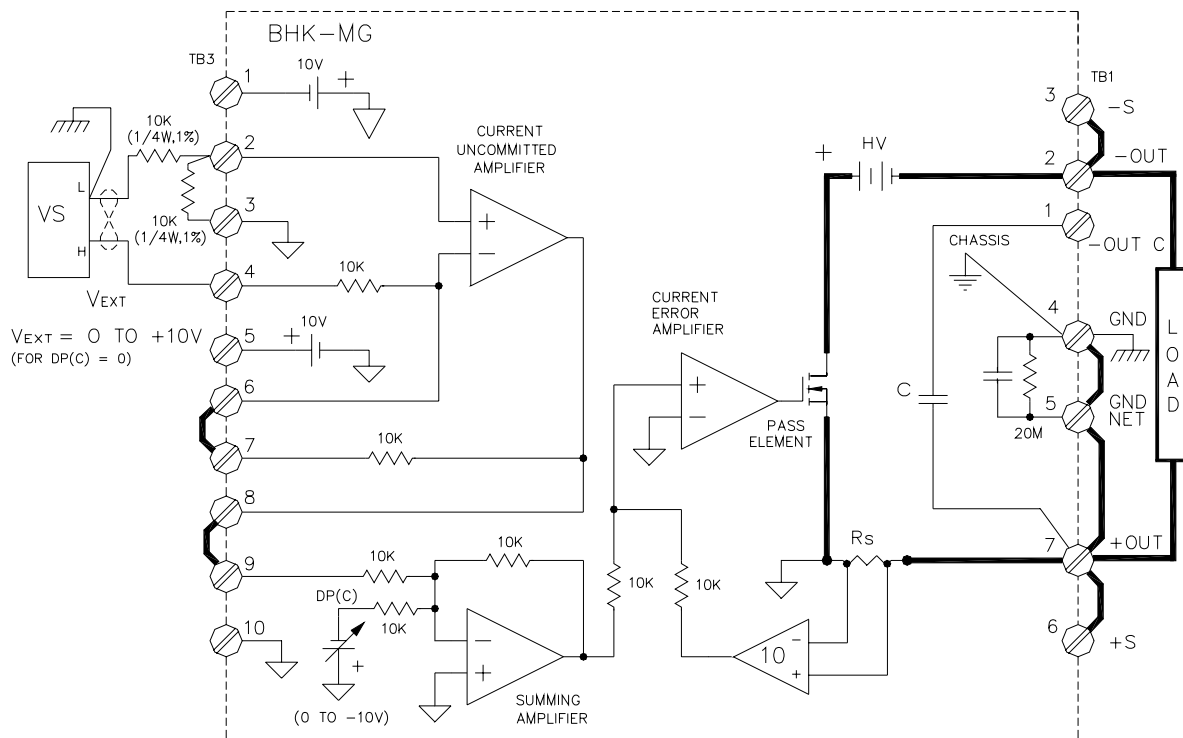 BHK-MG
TB3
TB1
1
10V
+
3
-S
10K
(1/4W,1%)
2
CURRENT
UNCOMMITTED
AMPLIFIER
+
HV
2
-OUT
L
VS
H
3
10K
(1/4W,1%)
+
-
1
-OUT C
CHASSIS
4
10K
VEXT
CURRENT
ERROR
AMPLIFIER
4
GND
VEXT = 0 TO +10V
(FOR DP(C) = 0)
5
+
10V
LOAD
6
+
-
PASS
ELEMENT
C
5
GND
NET
20M
7
10K
8
Rs
7
+OUT
9
10K
10K
10K
10K
DP(C)
10K
+
(0 TO -10V)
10
-
+
SUMMING
AMPLIFIER
10
-
+
6
+S